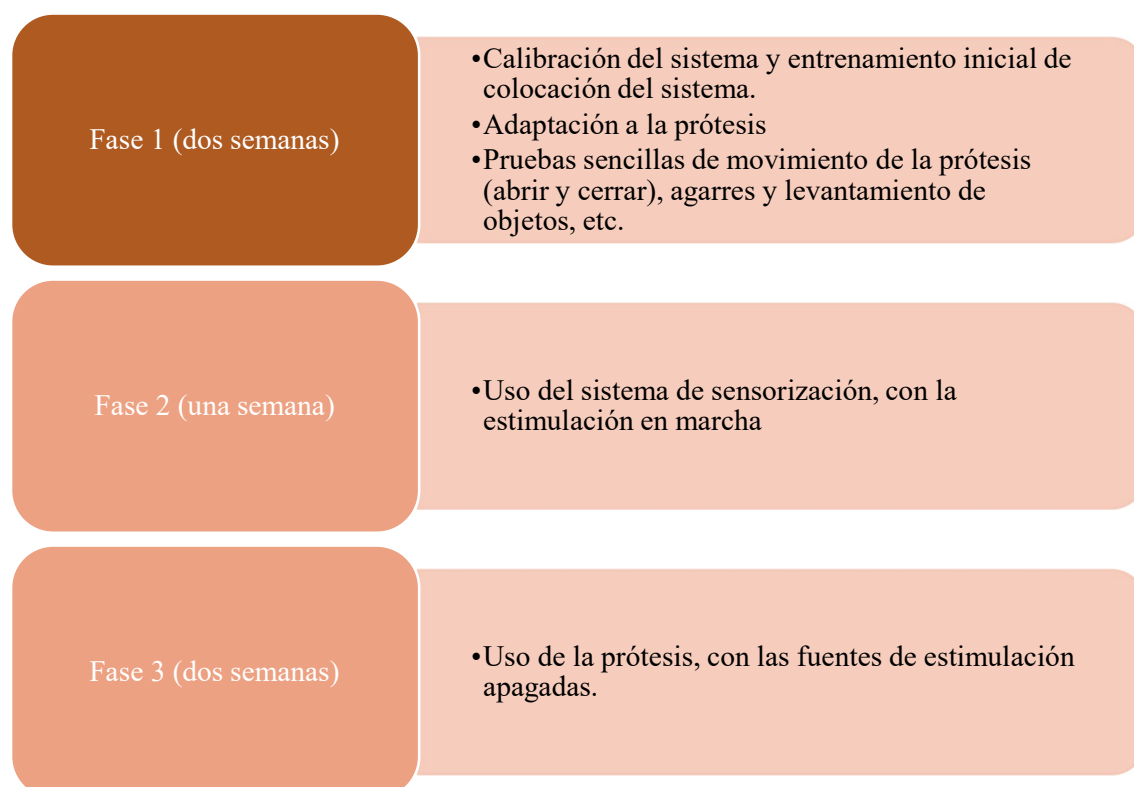 Fase 1 (dos semanas)
•Calibración del sistema y entrenamiento inicial de
colocación del sistema.
•Adaptación a la prótesis
•Pruebas sencillas de movimiento de la prótesis
(abrir y cerrar), agarres y levantamiento de
objetos, etc.
Fase 2 (una semana)
•Uso del sistema de sensorización, con la
estimulación en marcha
Fase 3 (dos semanas)
•Uso de la prótesis, con las fuentes de estimulación
apagadas.